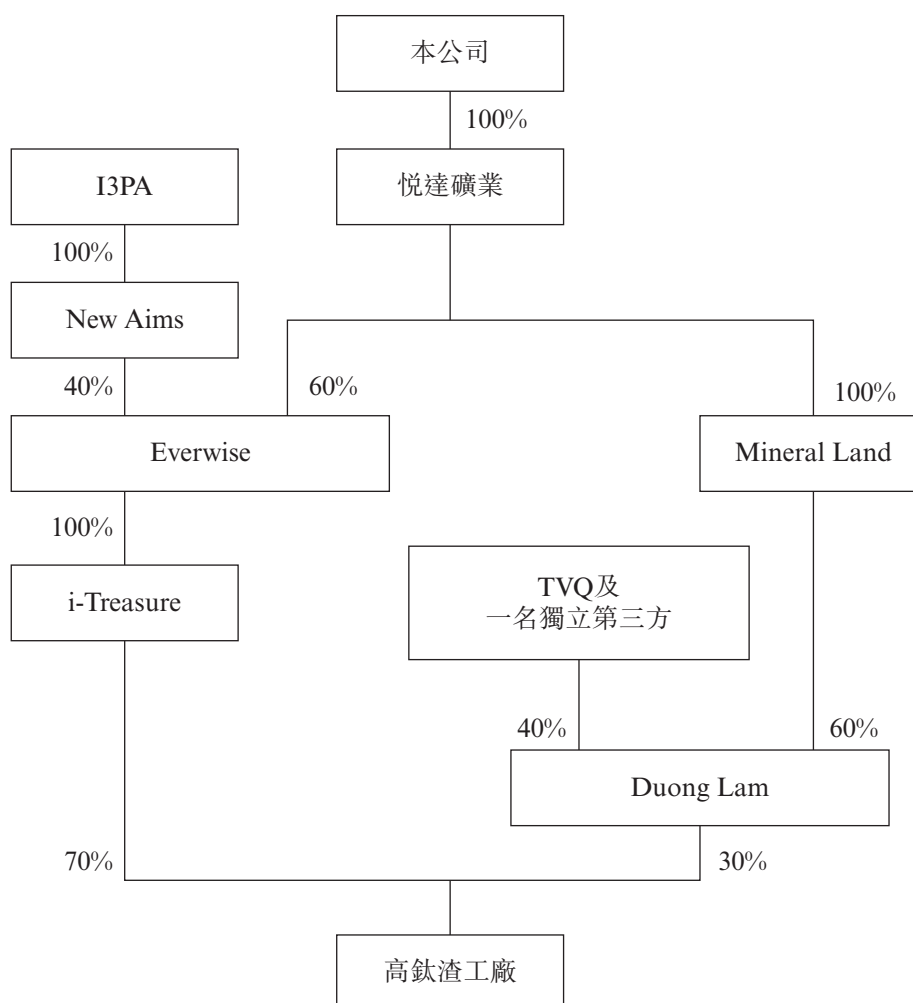 本公司
100%
I3PA
悅達礦業
100%
New Aims
40%
60%
100%
Everwise
Mineral Land
100%
i-Treasure
TVQ及
一名獨立第三方
40%
60%
Duong Lam
70%
30%
高鈦渣工廠